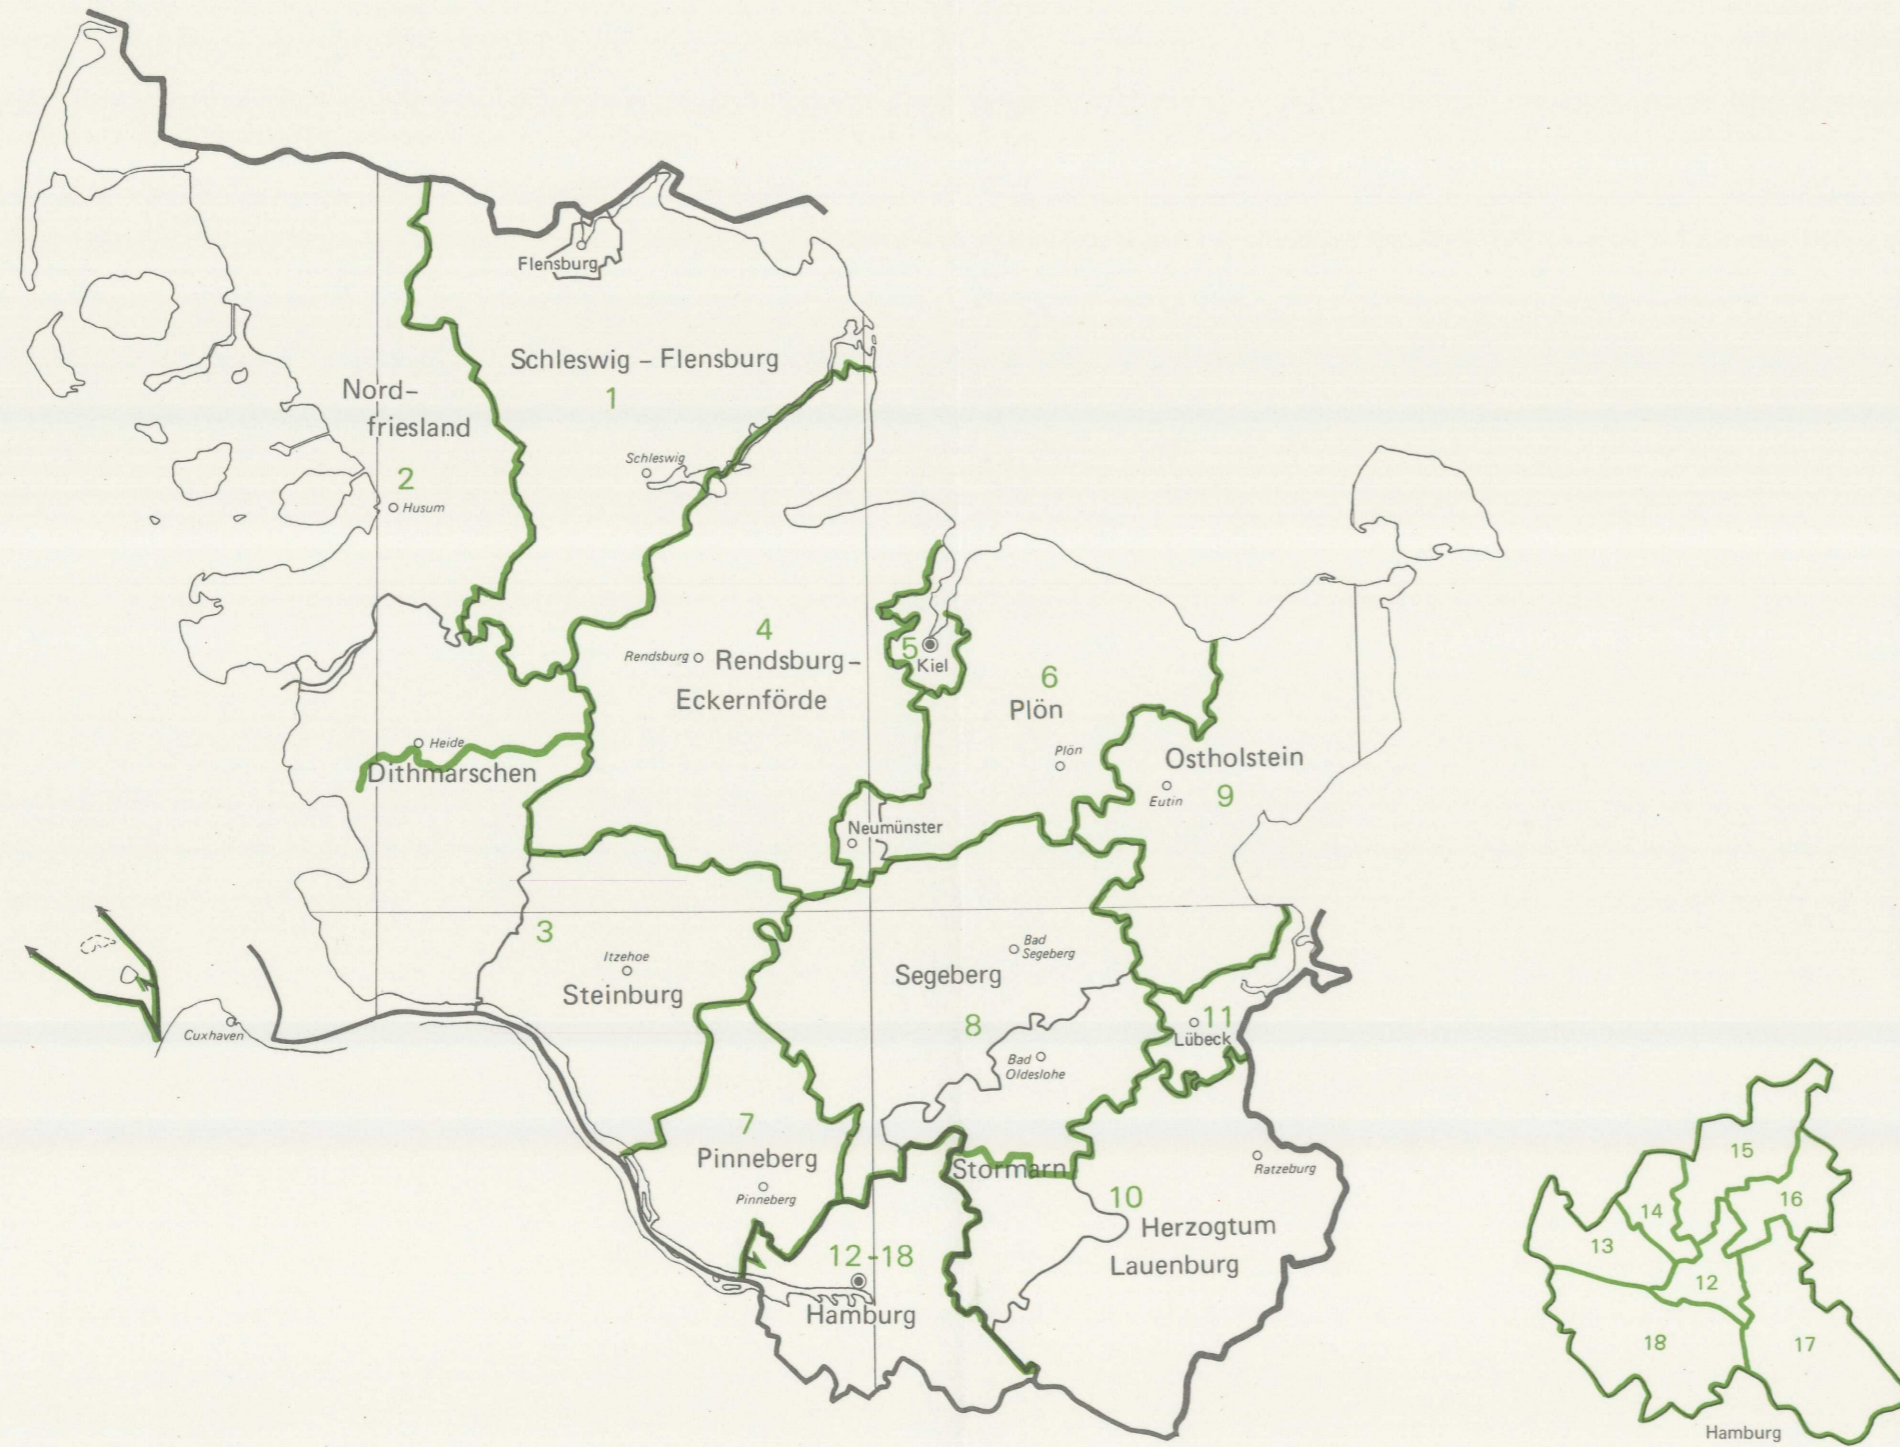 Flensburg
Schleswig – Flensburg
1
Nord-
friesland
2
Husum
Schleswig
4
Rendsburg
Rendsburg-
Eckernförde
5
Kiel
6
Plön
Plön
Heide
Dithmarschen
Ostholstein
Eutin
9
Neumünster
3
Itzehoe
Steinburg
Bad
Segeberg
Segeberg
8
11
Lübeck
Cuxhaven
Bad
Oldesloe
7
Pinneberg
Pinneberg
Stormarn
Ratzeburg
10
Herzogtum
Lauenburg
12-18
Hamburg
15
14
16
13
12
18
17
Hamburg